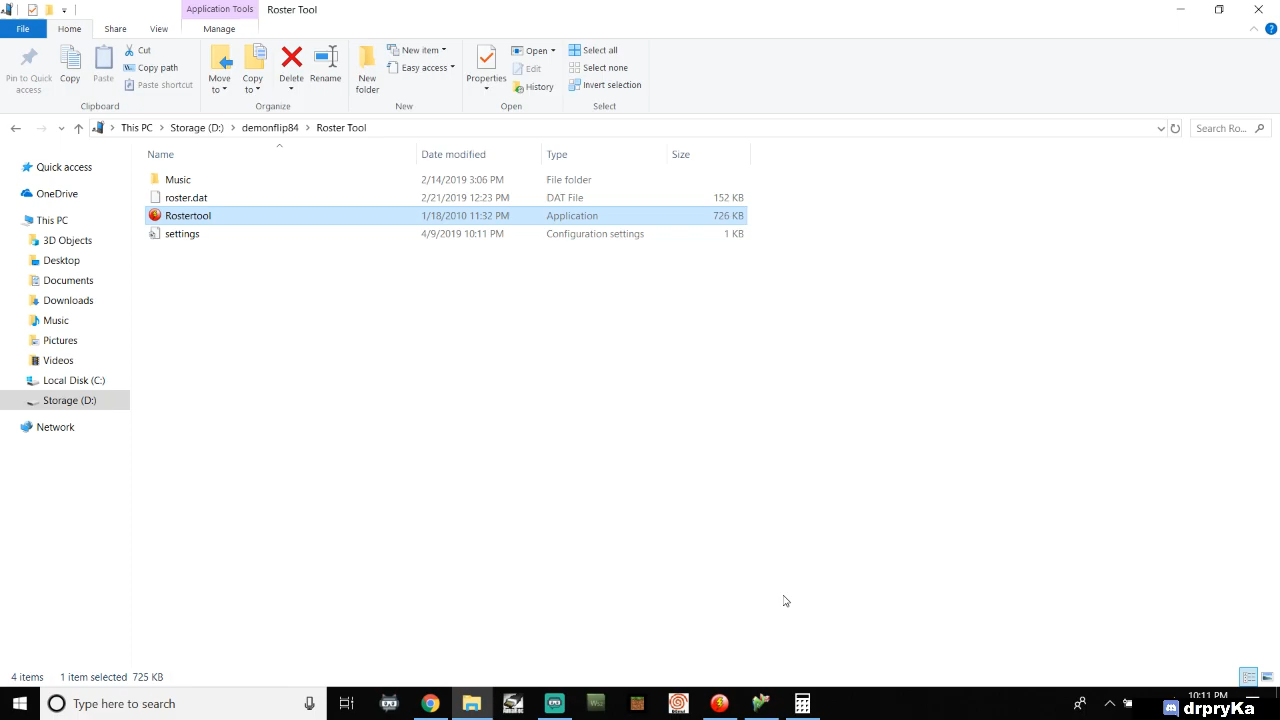 Application Tools Roster Tool
File Home Share View Manage
Pin to Quick access
Copy
Paste
Cut
Copy path
Paste shortcut
Clipboard
Move to
Copy to
Delete
Rename
Organize
New folder
New item
Easy access
New
Properties
Open
Edit
History
Open
Select all
Select none
Invert selection
Select
This PC Storage (D:) demonflip84 Roster Tool Search Ro...
Name Date modified Type Size
Music 2/14/2019 3:06 PM File folder
roster.dat 2/21/2019 12:23 PM DAT File 152 KB
Rostertool 1/18/2010 11:32 PM Application 726 KB
settings 4/9/2019 10:11 PM Configuration settings 1 KB
Quick access
OneDrive
This PC
3D Objects
Desktop
Documents
Downloads
Music
Pictures
Videos
Local Disk (C:)
Storage (D:)
Network
4 items 1 item selected 725 KB
Type here to search
10:11 PM
drpryKa